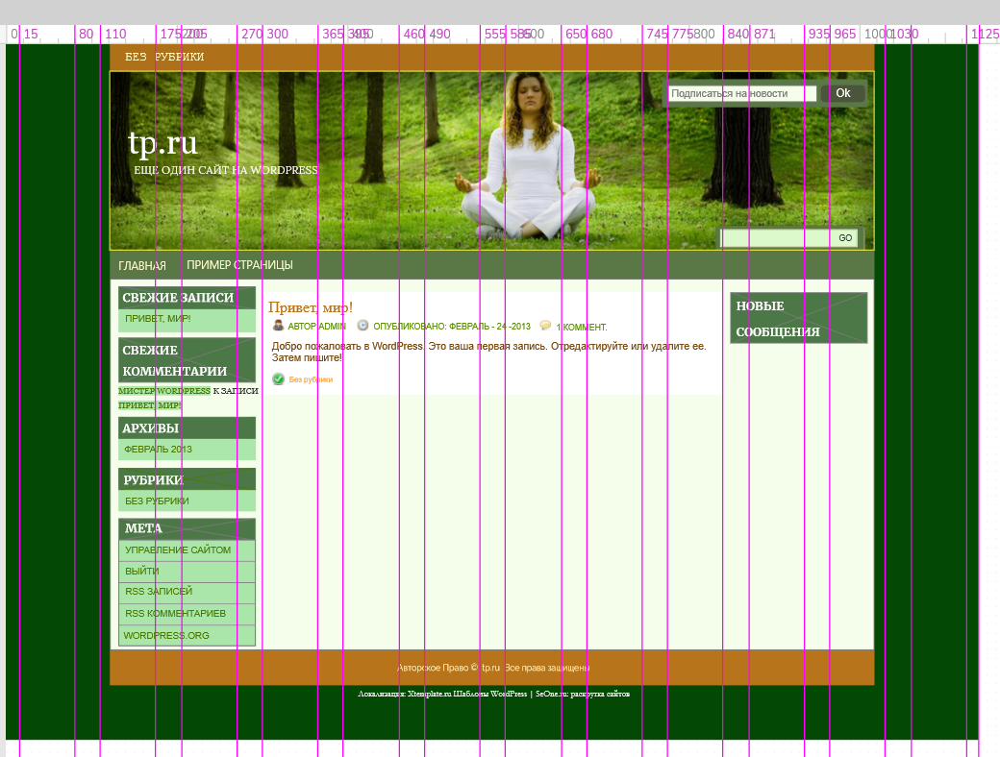 0 15 80 110 175 200 205 270 300 365 395 400 460 490 555 585 600 650 680 745 775 800 840 871 935 965 1000 1030 1125
БЕЗ РУБРИКИ
Подписаться на новости Ok
tp.ru
ЕЩЕ ОДИН САЙТ НА WORDPRESS
GO
ГЛАВНАЯ ПРИМЕР СТРАНИЦЫ
СВЕЖИЕ ЗАПИСИ
ПРИВЕТ, МИР!
СВЕЖИЕ
КОММЕНТАРИИ
МИСТЕР WORDPRESS К ЗАПИСИ
ПРИВЕТ, МИР!
АРХИВЫ
ФЕВРАЛЬ 2013
РУБРИКИ
БЕЗ РУБРИКИ
МЕТА
УПРАВЛЕНИЕ САЙТОМ
ВЫЙТИ
RSS ЗАПИСЕЙ
RSS КОММЕНТАРИЕВ
WORDPRESS.ORG
Привет, мир!
АВТОР ADMIN ОПУБЛИКОВАНО: ФЕВРАЛЬ - 24 -2013 1 КОММЕНТ.
Добро пожаловать в WordPress. Это ваша первая запись. Отредактируйте или удалите ее.
Затем пишите!
Без рубрики
НОВЫЕ
СООБЩЕНИЯ
Авторское Право © tp.ru Все права защищены
Локализация: Xtemplate.ru Шаблоны WordPress | SeOne.ru: раскрутка сайтов